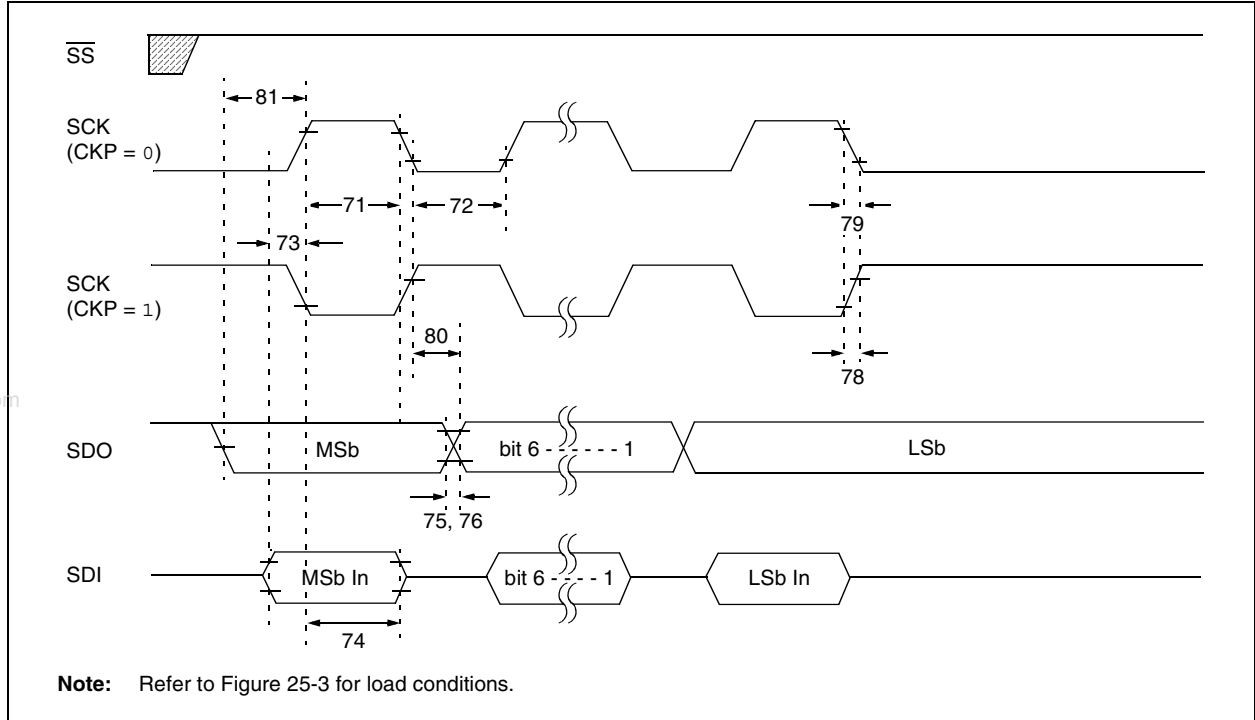 SS
81
SCK
(CKP = 0)
71
72
79
73
SCK
(CKP = 1)
80
78
om
SDO
MSb
bit 6 - - - - - - 1
LSb
75, 76
SDI
MSb In
bit 6 - - - - 1
LSb In
74
Note: Refer to Figure 25-3 for load conditions.